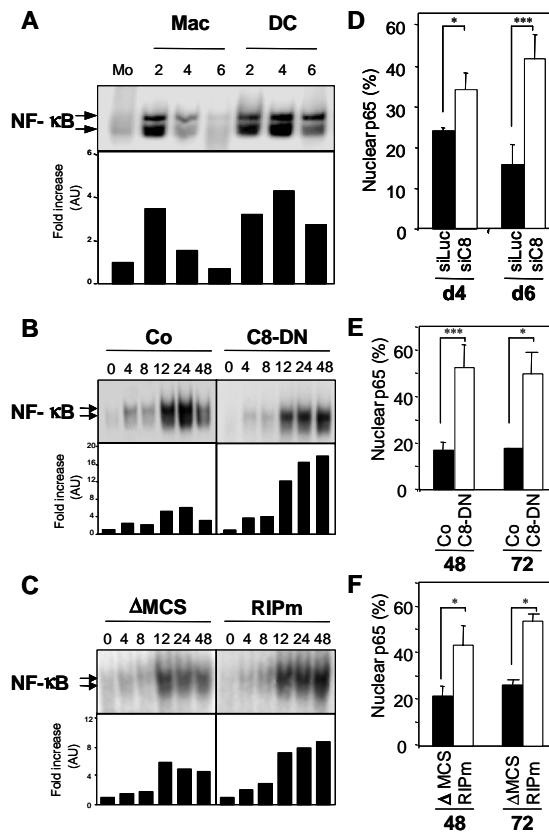 A
Mac DC
Mo 2 4 6 2 4 6
NF- κB
Fold increase (AU)
6
4
2
0
B
Co C8-DN
0 4 8 12 24 48 0 4 8 12 24 48
NF- κB
Fold increase (AU)
20
16
12
8
4
0
C
ΔMCS RIPm
0 4 8 12 24 48 0 4 8 12 24 48
NF-κB
Fold increase (AU)
12
8
4
0
D
Nuclear p65 (%)
60
40
30
20
10
0
* ***
siLuc siC8 siLuc siC8
d4 d6
E
Nuclear p65 (%)
60
40
20
0
*** *
Co C8-DN Co C8-DN
48 72
F
Nuclear p65 (%)
60
40
20
0
* *
Δ MCS RIPm ΔMCS RIPm
48 72